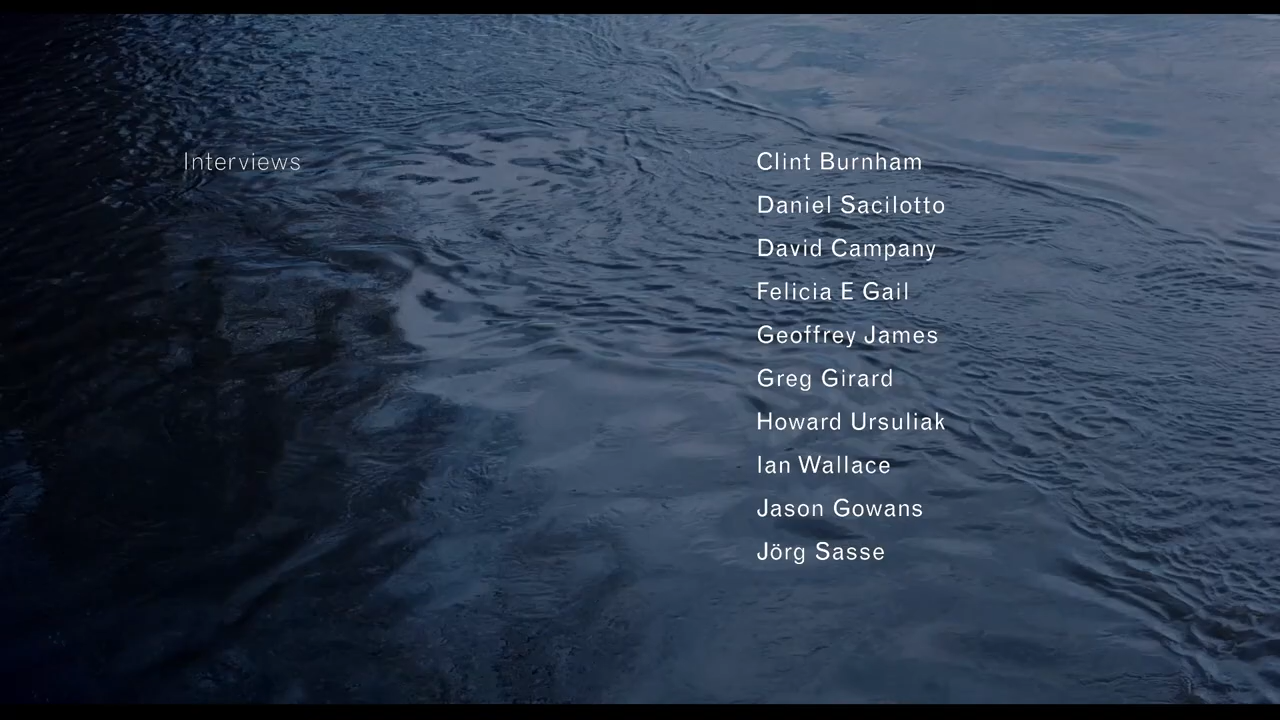 Interviews
Clint Burnham
Daniel Sacilotto
David Campany
Felicia E Gail
Geoffrey James
Greg Girard
Howard Ursuliak
Ian Wallace
Jason Gowans
Jörg Sasse